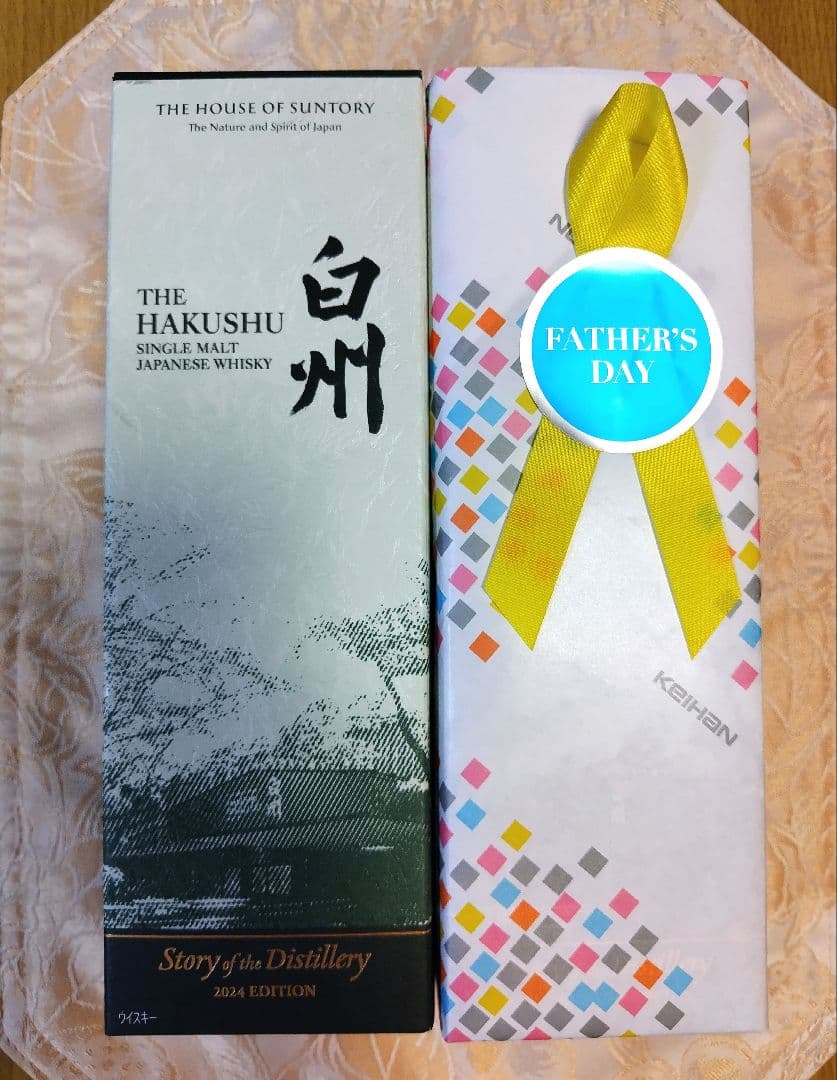 THE HOUSE OF SUNTORY
The Nature and Spirit of Japan
THE
HAKUSHU
SINGLE MALT
JAPANESE WHISKY
白州
Story of the Distillery
2024 EDITION
ウイスキー
FATHER'S
DAY
KEIHAN